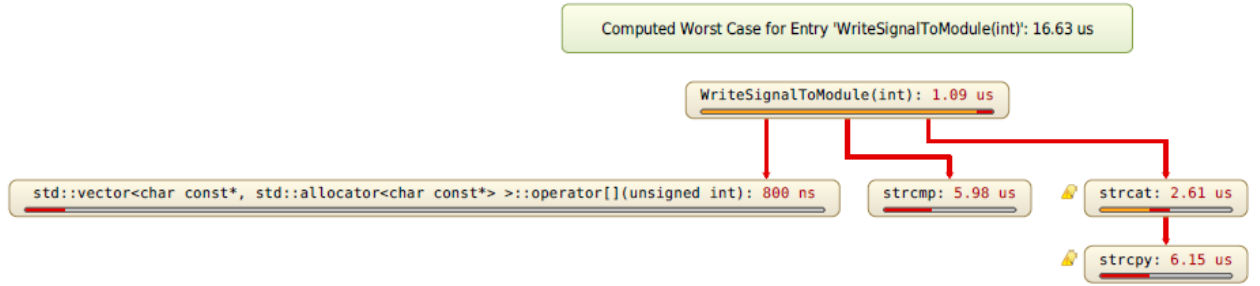 Computed Worst Case for Entry 'WriteSignalToModule(int)': 16.63 us
WriteSignalToModule(int): 1.09 us
std::vector<char const*, std::allocator<char const*> >::operator[](unsigned int): 800 ns
strcmp: 5.98 us
strcat: 2.61 us
strcpy: 6.15 us